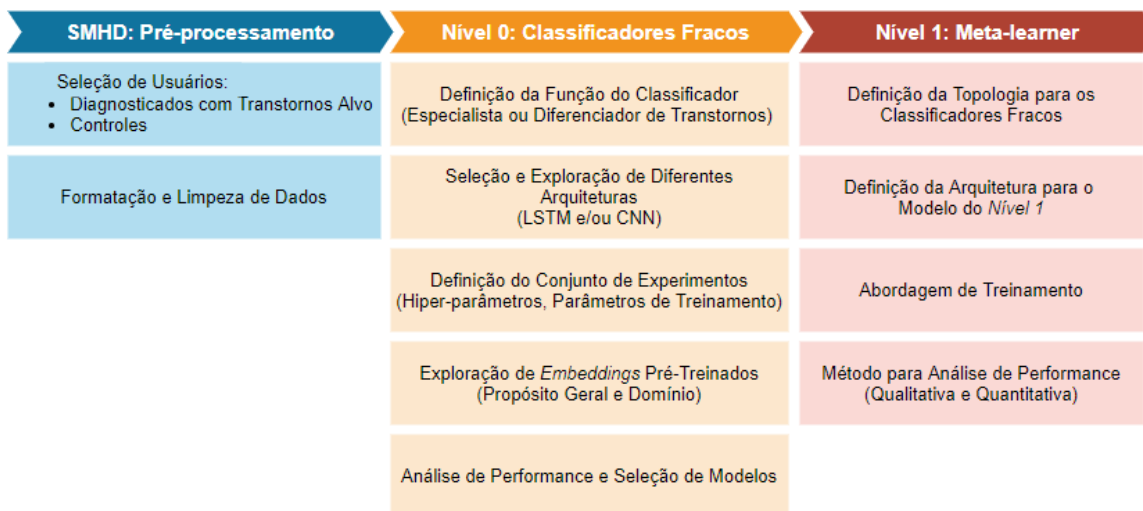 SMHD: Pré-processamento
Seleção de Usuários:
• Diagnosticados com Transtornos Alvo
• Controles
Formatação e Limpeza de Dados
Nível 0: Classificadores Fracos
Definição da Função do Classificador
(Especialista ou Diferenciador de Transtornos)
Seleção e Exploração de Diferentes
Arquiteturas
(LSTM e/ou CNN)
Definição do Conjunto de Experimentos
(Hiper-parâmetros, Parâmetros de Treinamento)
Exploração de Embeddings Pré-Treinados
(Propósito Geral e Domínio)
Análise de Performance e Seleção de Modelos
Nível 1: Meta-learner
Definição da Topologia para os
Classificadores Fracos
Definição da Arquitetura para o
Modelo do Nível 1
Abordagem de Treinamento
Método para Análise de Performance
(Qualitativa e Quantitativa)